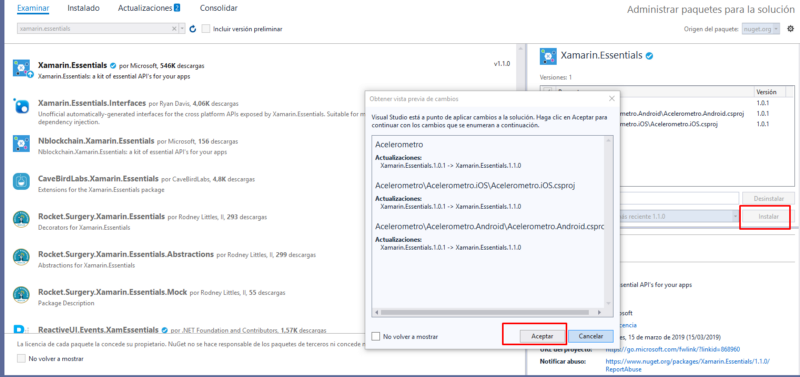 Examinar Instalado Actualizaciones 2 Consolidar
Administrar paquetes para la solución
xamarin.essentials
Incluir versión preliminar
Origen del paquete: nuget.org
Xamarin.Essentials por Microsoft, 546K descargas
v1.1.0
Xamarin.Essentials: a kit of essential API's for your apps
Xamarin.Essentials.Interfaces por Ryan Davis, 4,06K descargas
Unofficial automatically-generated interfaces for the cross platform APIs exposed by Xamarin.Essentials. Suitable for
dependency injection.
Nblockchain.Xamarin.Essentials por Microsoft, 156 descargas
Xamarin.Essentials: a kit of essential API's for your apps
CaveBirdLabs.Xamarin.Essentials por CaveBirdLabs, 4,8K descargas
Extensions for the Xamarin.Essentials package
Rocket.Surgery.Xamarin.Essentials por Rodney Littles, II, 293 descargas
Decorators for Xamarin.Essentials
Rocket.Surgery.Xamarin.Essentials.Abstractions por Rodney Littles, II, 299 descargas
Abstractions for Xamarin.Essentials
Rocket.Surgery.Xamarin.Essentials.Mock por Rodney Littles, II, 55 descargas
Package Description
ReactiveUI.Events.XamEssentials por .NET Foundation and Contributors, 1,57K descargas
La licencia de cada paquete la concede su propietario. NuGet no se hace responsable de los paquetes de terceros ni concede
No volver a mostrar
Obtener vista previa de cambios
Visual Studio está a punto de aplicar cambios a la solución. Haga clic en Aceptar para
continuar con los cambios que se enumeran a continuación.
Acelerometro
Actualizaciones:
Xamarin.Essentials.1.0.1 -> Xamarin.Essentials.1.1.0
Acelerometro\Acelerometro.iOS\Acelerometro.iOS.csproj
Actualizaciones:
Xamarin.Essentials.1.0.1 -> Xamarin.Essentials.1.1.0
Acelerometro\Acelerometro.Android\Acelerometro.Android.csproj
Actualizaciones:
Xamarin.Essentials.1.0.1 -> Xamarin.Essentials.1.1.0
No volver a mostrar
Aceptar
Cancelar
Xamarin.Essentials
Versiones: 1
Versión
1.0.1
metro.Android\Acelerometro.Android.csproj 1.0.1
metro.iOS\Acelerometro.iOS.csproj 1.0.1
Desinstalar
reciente 1.1.0
Instalar
essential API's for your apps
, 15 de marzo de 2019 (15/03/2019)
URL del proyecto: https://go.microsoft.com/fwlink/?linkid=868960
Notificar abuso: https://www.nuget.org/packages/Xamarin.Essentials/1.1.0/
ReportAbuse